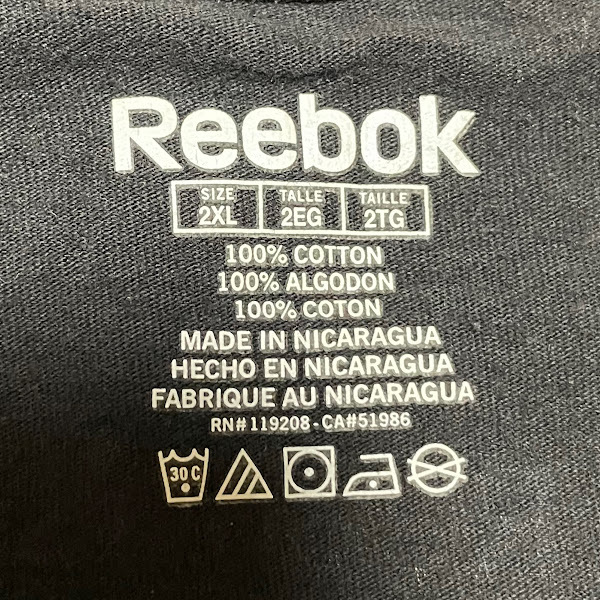 Reebok
SIZE TALLE TAILLE
2XL 2EG 2TG
100% COTTON
100% ALGODON
100% COTON
MADE IN NICARAGUA
HECHO EN NICARAGUA
FABRIQUE AU NICARAGUA
RN# 119208 - CA#51986
30 C